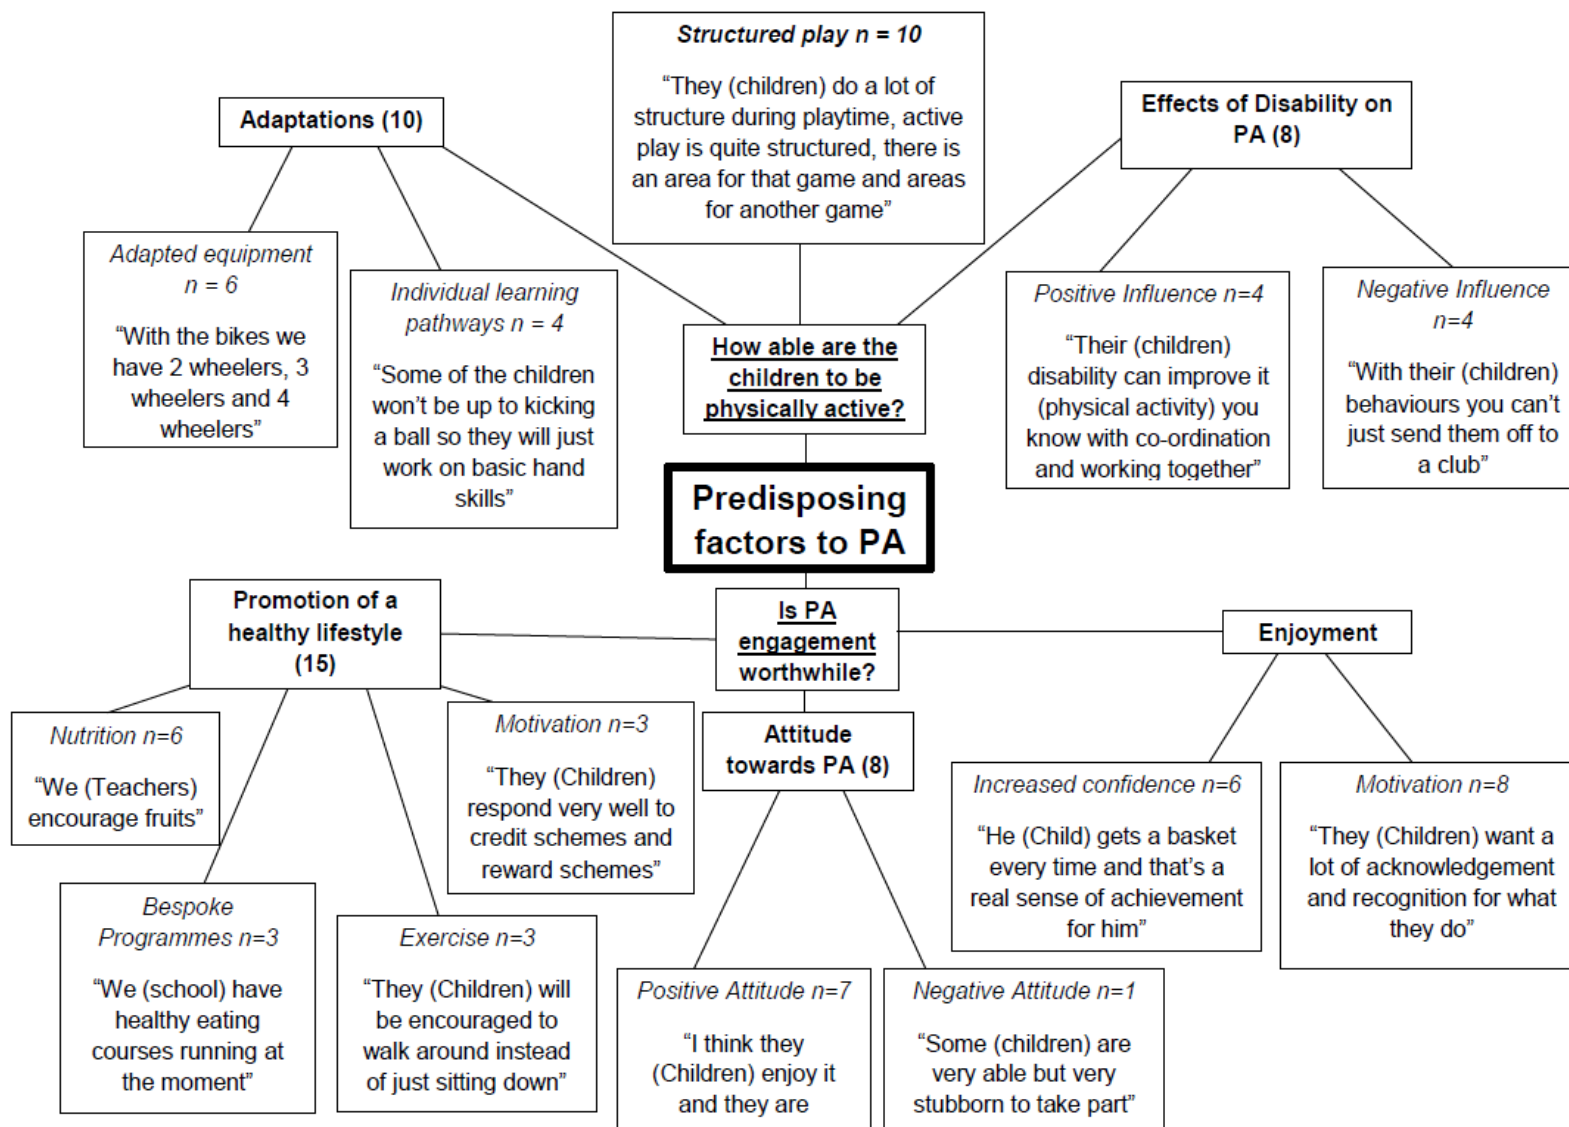 Structured play n = 10
“They (children) do a lot of
structure during playtime, active
play is quite structured, there is
an area for that game and areas
for another game”
Adaptations (10)
Effects of Disability on
PA (8)
Adapted equipment
n = 6
“With the bikes we
have 2 wheelers, 3
wheelers and 4
wheelers”
Individual learning
pathways n = 4
“Some of the children
won’t be up to kicking
a ball so they will just
work on basic hand
skills”
How able are the
children to be
physically active?
Positive Influence n=4
“Their (children)
disability can improve it
(physical activity) you
know with co-ordination
and working together”
Negative Influence
n=4
“With their (children)
behaviours you can’t
just send them off to
a club”
Predisposing
factors to PA
Promotion of a
healthy lifestyle
(15)
Is PA
engagement
worthwhile?
Enjoyment
Nutrition n=6
“We (Teachers)
encourage fruits”
Motivation n=3
“They (Children)
respond very well to
credit schemes and
reward schemes”
Attitude
towards PA (8)
Increased confidence n=6
“He (Child) gets a basket
every time and that’s a
real sense of achievement
for him”
Motivation n=8
“They (Children) want a
lot of acknowledgement
and recognition for what
they do”
Bespoke
Programmes n=3
“We (school) have
healthy eating
courses running at
the moment”
Exercise n=3
“They (Children) will
be encouraged to
walk around instead
of just sitting down”
Positive Attitude n=7
“I think they
(Children) enjoy it
and they are
Negative Attitude n=1
“Some (children) are
very able but very
stubborn to take part”